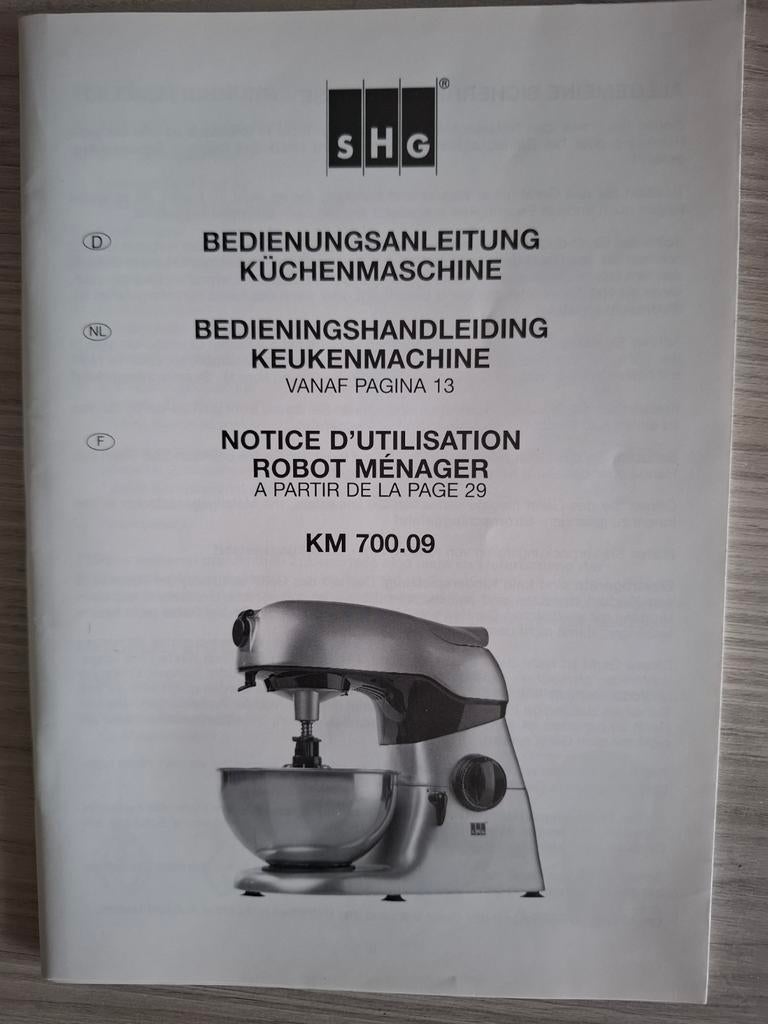 SHG®
D
BEDIENUNGSANLEITUNG
KÜCHENMASCHINE
NL
BEDIENINGSHANDLEIDING
KEUKENMACHINE
VANAF PAGINA 13
F
NOTICE D'UTILISATION
ROBOT MÉNAGER
A PARTIR DE LA PAGE 29
KM 700.09